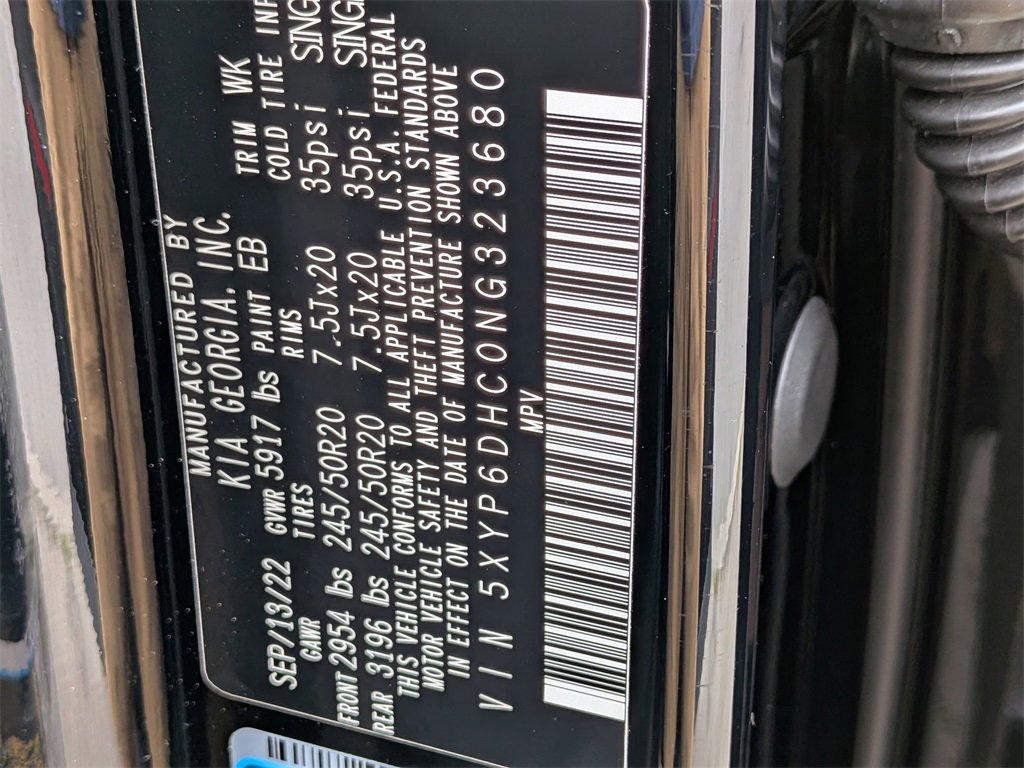 MANUFACTURED BY
KIA GEORGIA, INC.
SEP/13/22 GVWR 5917 lbs PAINT EB TRIM WK
GAWR TIRES RIMS COLD TIRE
FRONT 2954 lbs 245/50R20 7.5Jx20 35psi
REAR 3196 lbs 245/50R20 7.5Jx20 35psi
THIS VEHICLE CONFORMS TO ALL APPLICABLE U.S.A. FEDERAL
MOTOR VEHICLE SAFETY AND THEFT PREVENTION STANDARDS
IN EFFECT ON THE DATE OF MANUFACTURE SHOWN ABOVE
VIN 5XYP6DHC0NG323680
MPV